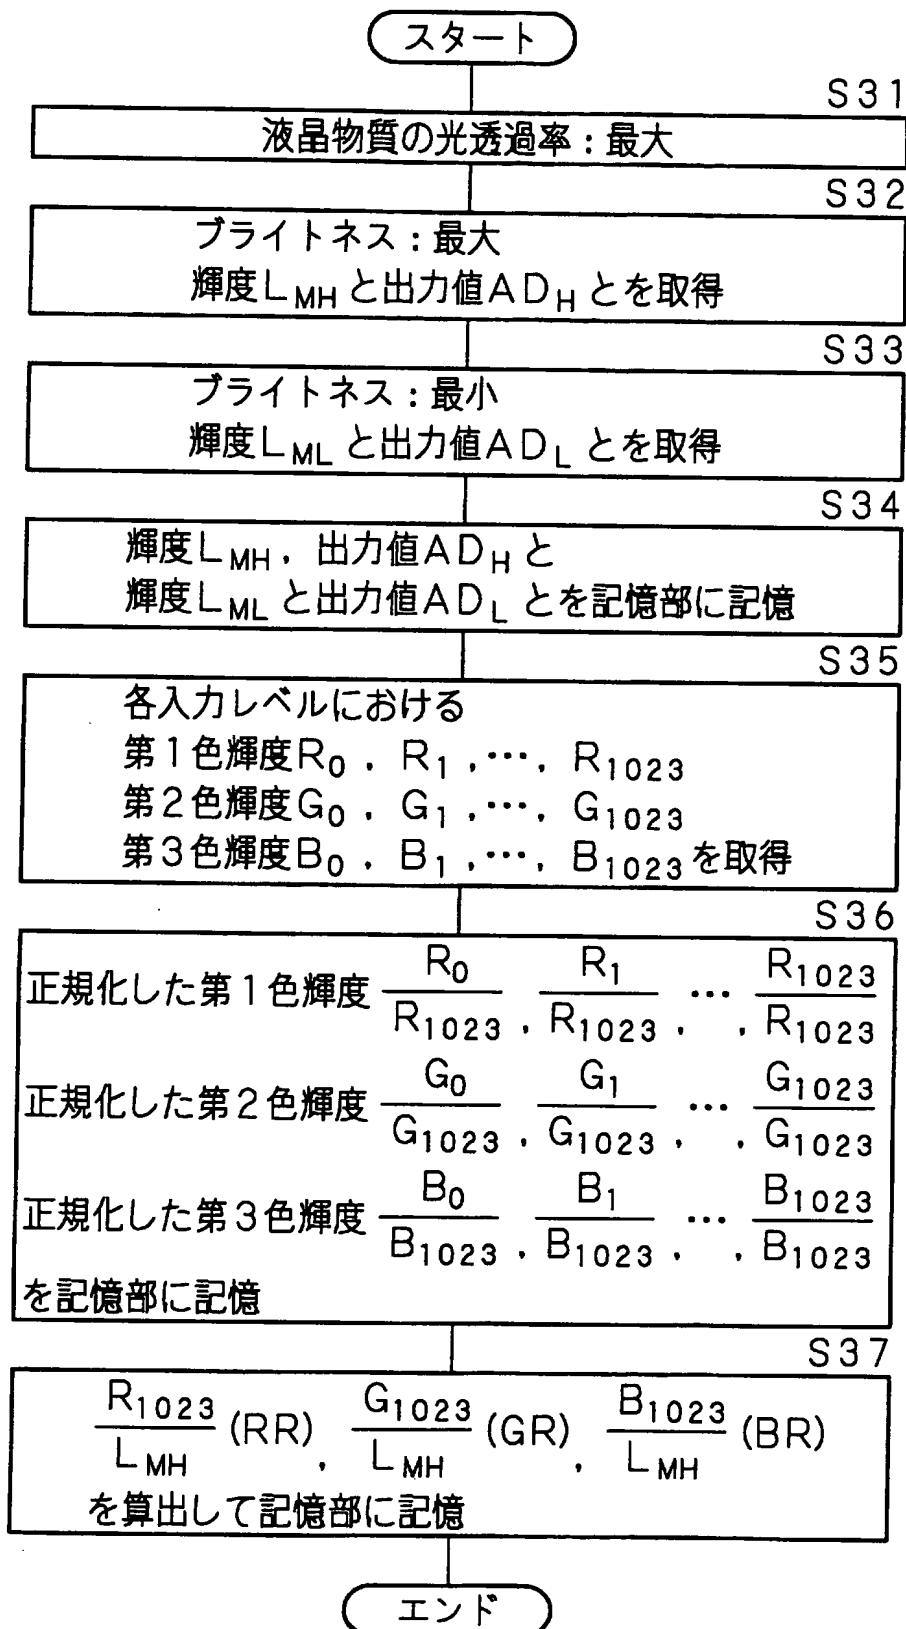 スタート
S31
液晶物質の光透過率：最大
S32
ブライトネス：最大
輝度L_MHと出力値AD_Hとを取得
S33
ブライトネス：最小
輝度L_MLと出力値AD_Lとを取得
S34
輝度L_MH，出力値AD_Hと
輝度L_MLと出力値AD_Lとを記憶部に記憶
S35
各入力レベルにおける
第1色輝度R_0，R_1，…，R_1023
第2色輝度G_0，G_1，…，G_1023
第3色輝度B_0，B_1，…，B_1023を取得
S36
正規化した第1色輝度 R_0/R_1023，R_1/R_1023，…，R_1023/R_1023
正規化した第2色輝度 G_0/G_1023，G_1/G_1023，…，G_1023/G_1023
正規化した第3色輝度 B_0/B_1023，B_1/B_1023，…，B_1023/B_1023
を記憶部に記憶
S37
R_1023/L_MH(RR)，G_1023/L_MH(GR)，B_1023/L_MH(BR)
を算出して記憶部に記憶
エンド